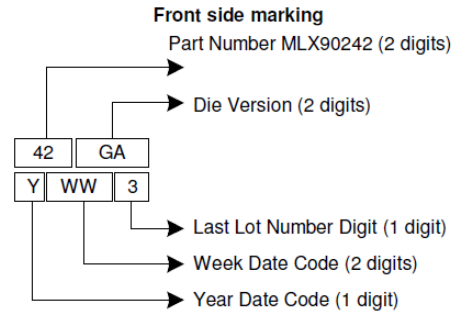 Front side marking
Part Number MLX90242 (2 digits)
Die Version (2 digits)
42 GA
Y WW 3
Last Lot Number Digit (1 digit)
Week Date Code (2 digits)
Year Date Code (1 digit)